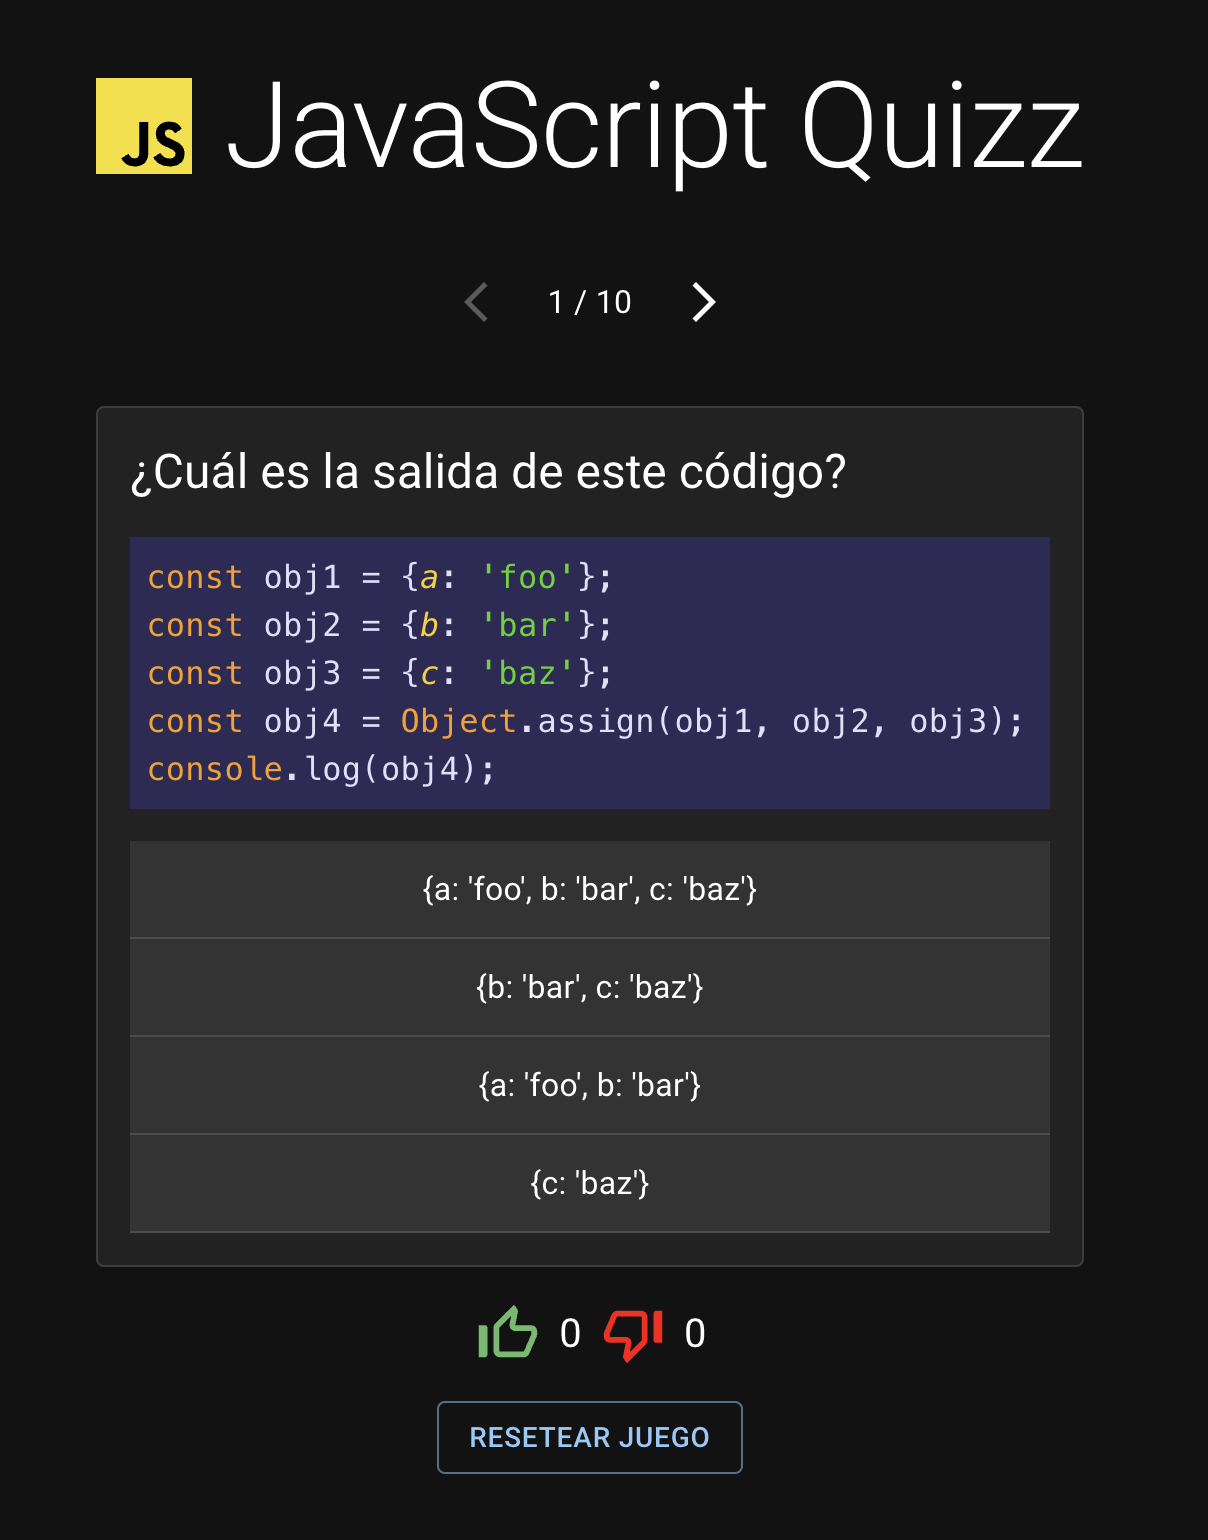 JS JavaScript Quizz
1 / 10
¿Cuál es la salida de este código?
const obj1 = {a: 'foo'};
const obj2 = {b: 'bar'};
const obj3 = {c: 'baz'};
const obj4 = Object.assign(obj1, obj2, obj3);
console.log(obj4);
{a: 'foo', b: 'bar', c: 'baz'}
{b: 'bar', c: 'baz'}
{a: 'foo', b: 'bar'}
{c: 'baz'}
0 0
RESETEAR JUEGO